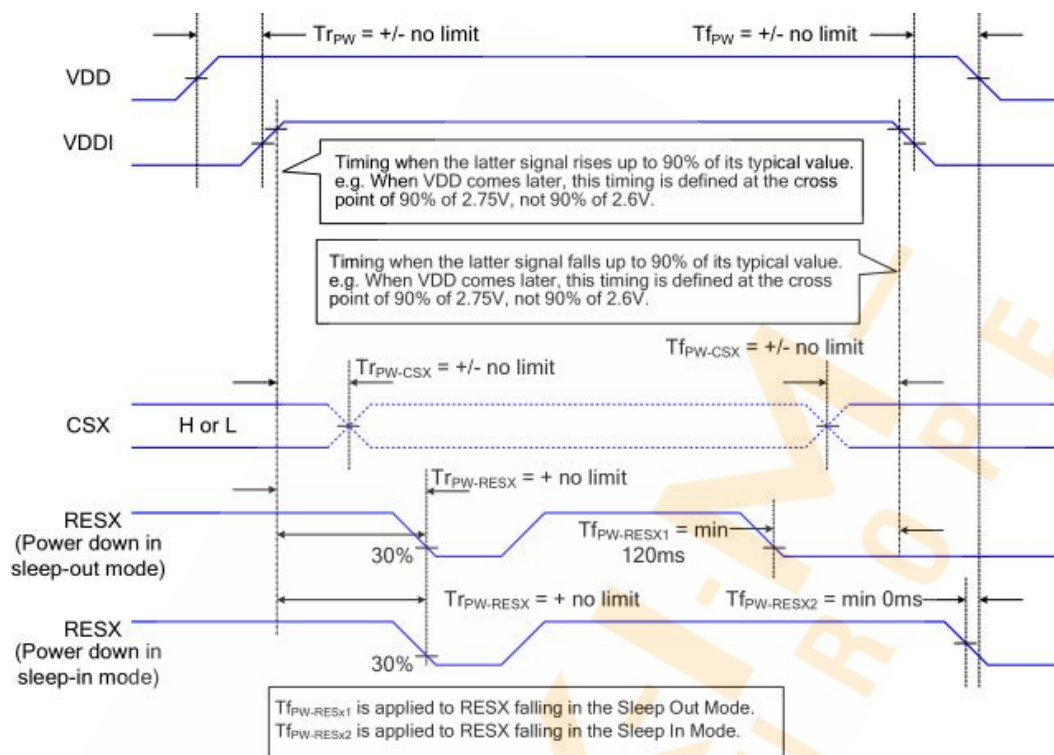 TrPW = +/- no limit
TfPW = +/- no limit
VDD
VDDI
Timing when the latter signal rises up to 90% of its typical value.
e.g. When VDD comes later, this timing is defined at the cross
point of 90% of 2.75V, not 90% of 2.6V.
Timing when the latter signal falls up to 90% of its typical value.
e.g. When VDD comes later, this timing is defined at the cross
point of 90% of 2.75V, not 90% of 2.6V.
TfPW-CSX = +/- no limit
TrPW-CSX = +/- no limit
CSX
H or L
TrPW-RESX = + no limit
RESX
(Power down in
sleep-out mode)
30%
TfPW-RESX1 = min
120ms
TrPW-RESX = + no limit
TfPW-RESX2 = min 0ms
RESX
(Power down in
sleep-in mode)
30%
TfPW-RESx1 is applied to RESX falling in the Sleep Out Mode.
TfPW-RESx2 is applied to RESX falling in the Sleep In Mode.